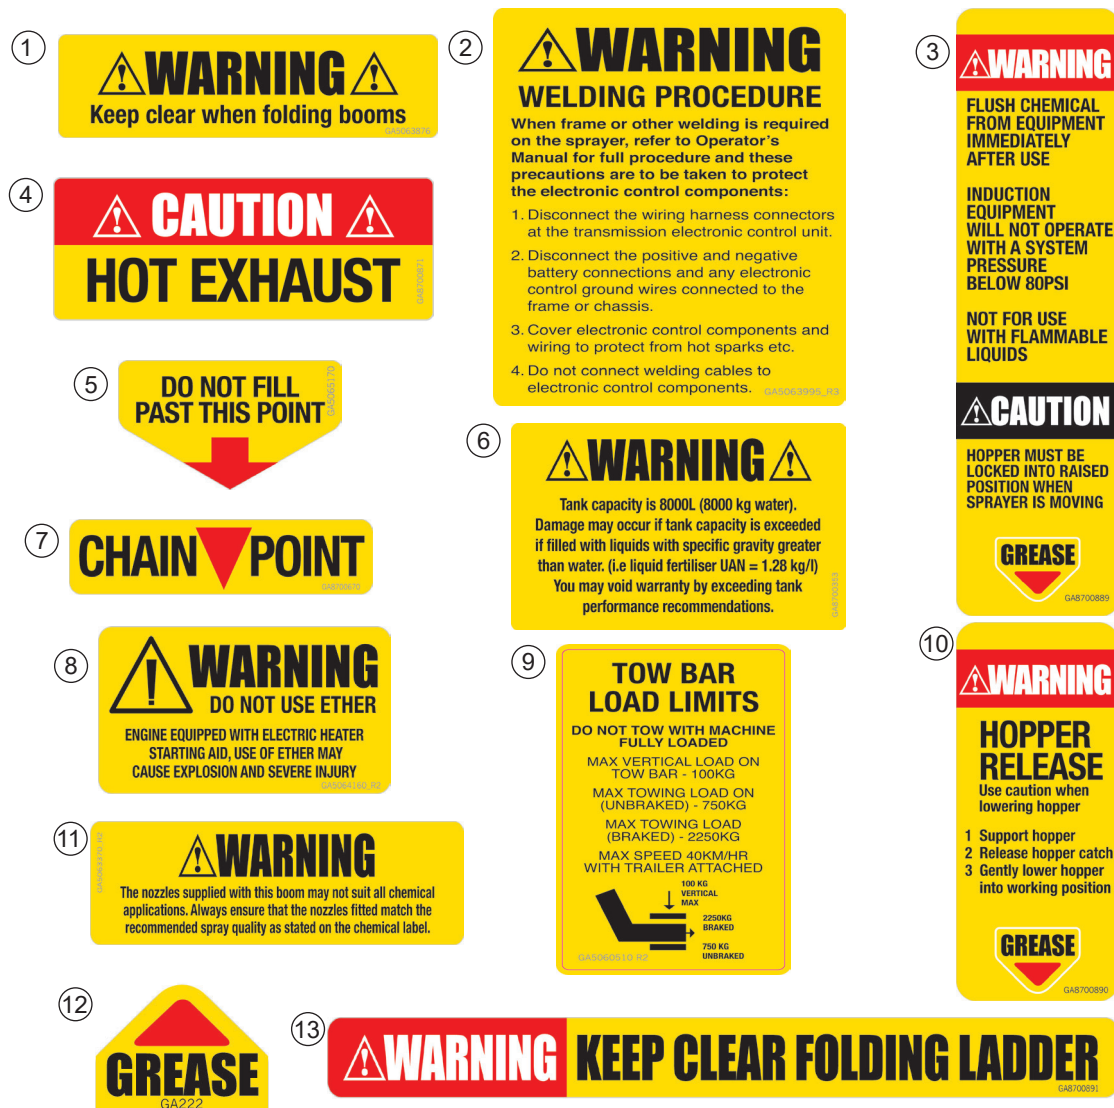 1
WARNING
Keep clear when folding booms
GA5063876
2
WARNING
WELDING PROCEDURE
When frame or other welding is required
on the sprayer, refer to Operator's
Manual for full procedure and these
precautions are to be taken to protect
the electronic control components:
1. Disconnect the wiring harness connectors
at the transmission electronic control unit.
2. Disconnect the positive and negative
battery connections and any electronic
control ground wires connected to the
frame or chassis.
3. Cover electronic control components and
wiring to protect from hot sparks etc.
4. Do not connect welding cables to
electronic control components.
GA5063995_R3
3
WARNING
FLUSH CHEMICAL
FROM EQUIPMENT
IMMEDIATELY
AFTER USE
INDUCTION
EQUIPMENT
WILL NOT OPERATE
WITH A SYSTEM
PRESSURE
BELOW 80PSI
NOT FOR USE
WITH FLAMMABLE
LIQUIDS
CAUTION
HOPPER MUST BE
LOCKED INTO RAISED
POSITION WHEN
SPRAYER IS MOVING
GREASE
GA8700889
4
CAUTION
HOT EXHAUST
GA8700871
5
DO NOT FILL
PAST THIS POINT
GA5065170
6
WARNING
Tank capacity is 8000L (8000 kg water).
Damage may occur if tank capacity is exceeded
if filled with liquids with specific gravity greater
than water. (i.e liquid fertiliser UAN = 1.28 kg/l)
You may void warranty by exceeding tank
performance recommendations.
GA8700353
7
CHAIN POINT
GA8700670
8
WARNING
DO NOT USE ETHER
ENGINE EQUIPPED WITH ELECTRIC HEATER
STARTING AID, USE OF ETHER MAY
CAUSE EXPLOSION AND SEVERE INJURY
GA5064160_R2
9
TOW BAR
LOAD LIMITS
DO NOT TOW WITH MACHINE
FULLY LOADED
MAX VERTICAL LOAD ON
TOW BAR - 100KG
MAX TOWING LOAD ON
(UNBRAKED) - 750KG
MAX TOWING LOAD
(BRAKED) - 2250KG
MAX SPEED 40KM/HR
WITH TRAILER ATTACHED
100 KG
VERTICAL
MAX
2250KG
BRAKED
750 KG
UNBRAKED
GA5060510 R2
10
WARNING
HOPPER
RELEASE
Use caution when
lowering hopper
1 Support hopper
2 Release hopper catch
3 Gently lower hopper
into working position
GREASE
GA8700890
11
GA5063370_R2
WARNING
The nozzles supplied with this boom may not suit all chemical
applications. Always ensure that the nozzles fitted match the
recommended spray quality as stated on the chemical label.
12
GREASE
GA222
13
WARNING KEEP CLEAR FOLDING LADDER
GA8700891